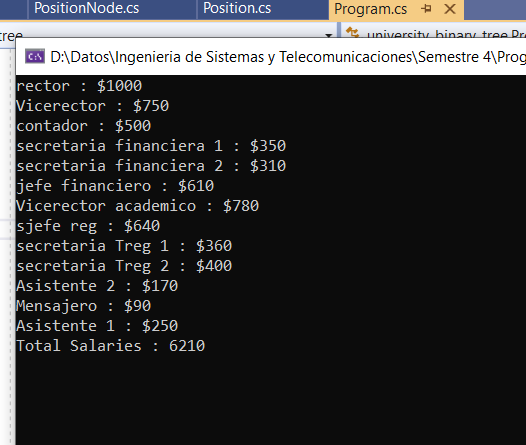 PositionNode.cs Position.cs Program.cs
tree university_binary_tree.Pro
D:\Datos\Ingenieria de Sistemas y Telecomunicaciones\Semestre 4\Prog
rector : $1000
Vicerector : $750
contador : $500
secretaria financiera 1 : $350
secretaria financiera 2 : $310
jefe financiero : $610
Vicerector academico : $780
sjefe reg : $640
secretaria Treg 1 : $360
secretaria Treg 2 : $400
Asistente 2 : $170
Mensajero : $90
Asistente 1 : $250
Total Salaries : 6210